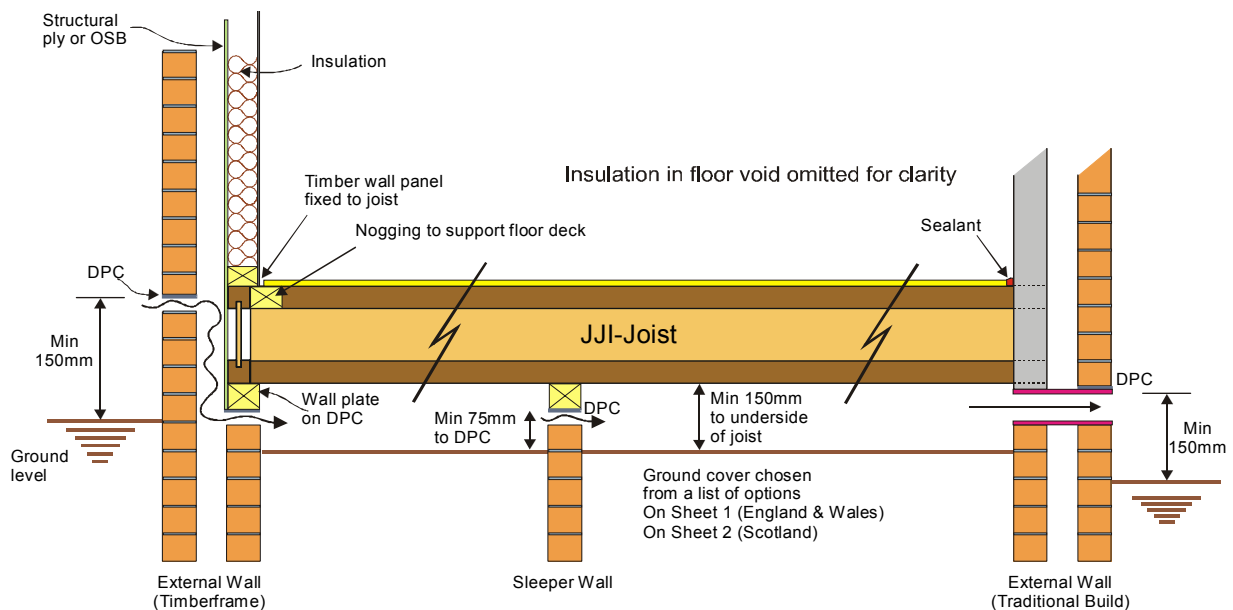 Structural
ply or OSB
Insulation
Timber wall panel
fixed to joist
Insulation in floor void omitted for clarity
Nogging to support floor deck
Sealant
DPC
Min
150mm
JJI-Joist
Wall plate
on DPC
Min 75mm
to DPC
DPC
Min 150mm
to underside
of joist
DPC
Min
150mm
Ground
level
Ground cover chosen
from a list of options
On Sheet 1 (England & Wales)
On Sheet 2 (Scotland)
External Wall
(Timberframe)
Sleeper Wall
External Wall
(Traditional Build)